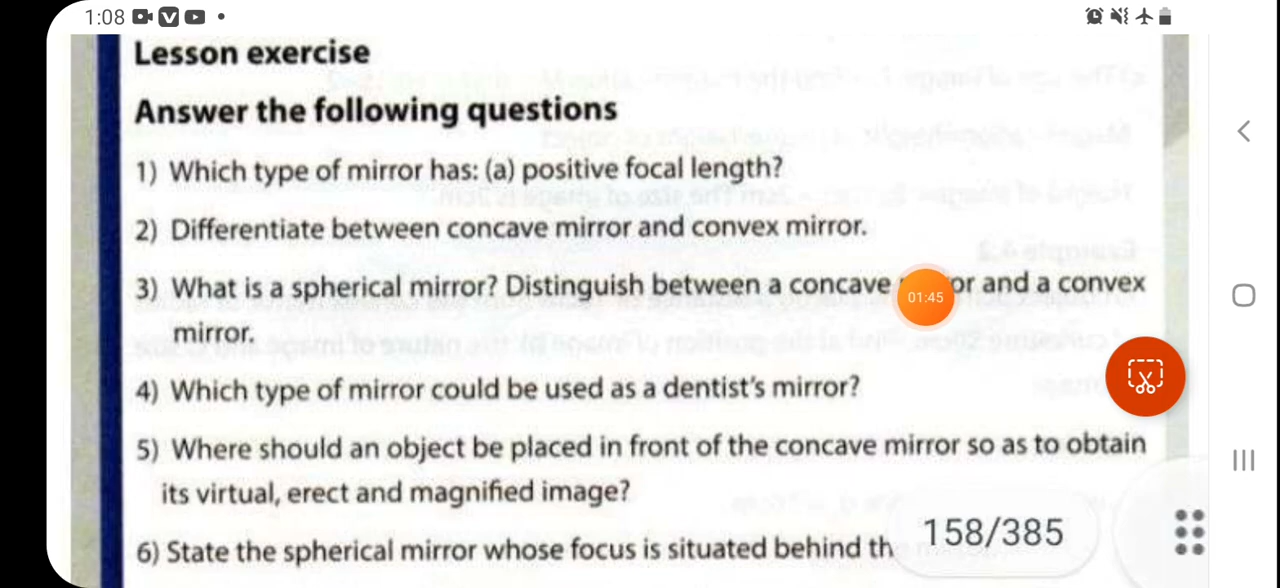 1:08
Lesson exercise
Answer the following questions
1) Which type of mirror has: (a) positive focal length?
2) Differentiate between concave mirror and convex mirror.
3) What is a spherical mirror? Distinguish between a concave or and a convex
01:45
mirror.
4) Which type of mirror could be used as a dentist's mirror?
5) Where should an object be placed in front of the concave mirror so as to obtain
its virtual, erect and magnified image?
158/385
6) State the spherical mirror whose focus is situated behind th